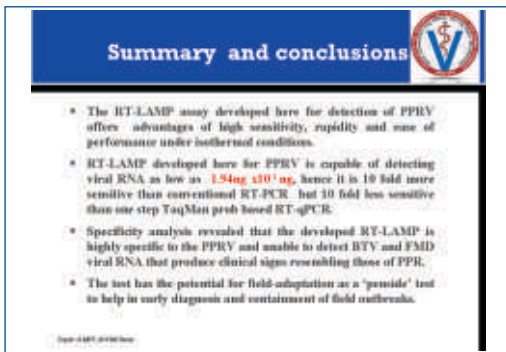 Summary and conclusions
• The RT-LAMP assay developed here for detection of PPRV
offers advantages of high sensitivity, rapidity and ease of
performance under isothermal conditions.
• RT-LAMP developed here for PPRV is capable of detecting
viral RNA as low as ng, hence it is 10 fold more
sensitive than conventional RT-PCR but 10 fold less sensitive
than one step TaqMan prob based RT-qPCR.
• Specificity analysis revealed that the developed RT-LAMP is
highly specific to the PPRV and unable to detect BTV and FMD
viral RNA that produce clinical signs resembling those of PPR.
• The test has the potential for field-adaptation as a 'penside' test
to help in early diagnosis and containment of field outbreaks.